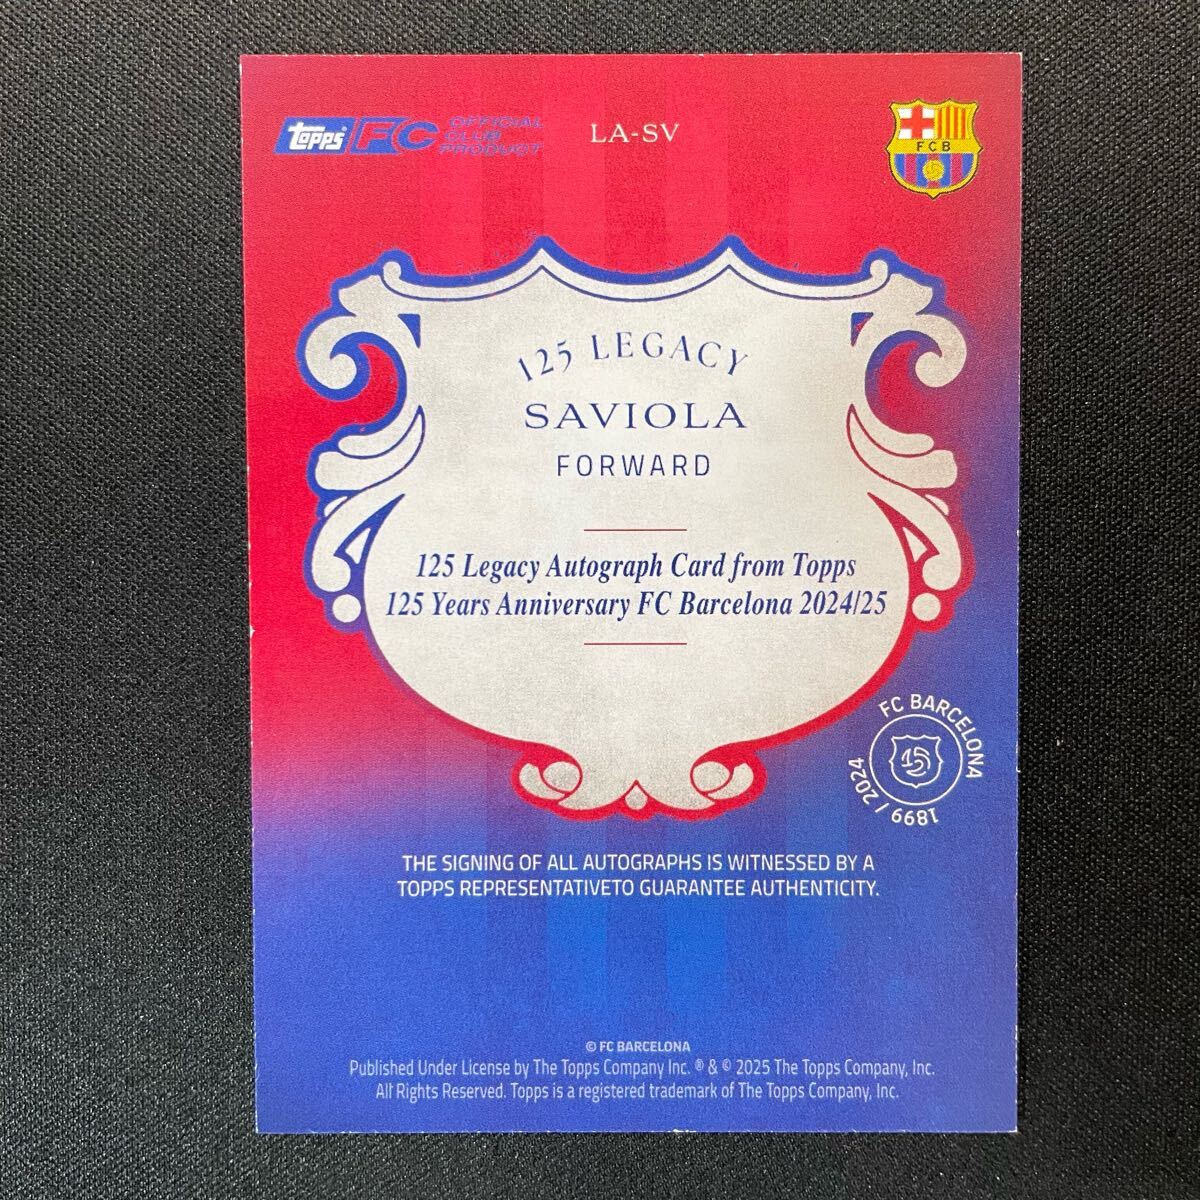 topps FC OFFICIAL CLUB PRODUCT
LA-SV
FCB
125 LEGACY
SAVIOLA
FORWARD
125 Legacy Autograph Card from Topps
125 Years Anniversary FC Barcelona 2024/25
FC BARCELONA
125
1899 / 2024
THE SIGNING OF ALL AUTOGRAPHS IS WITNESSED BY A
TOPPS REPRESENTATIVETO GUARANTEE AUTHENTICITY.
© FC BARCELONA
Published Under License by The Topps Company Inc. ® & © 2025 The Topps Company, Inc.
All Rights Reserved. Topps is a registered trademark of The Topps Company, Inc.